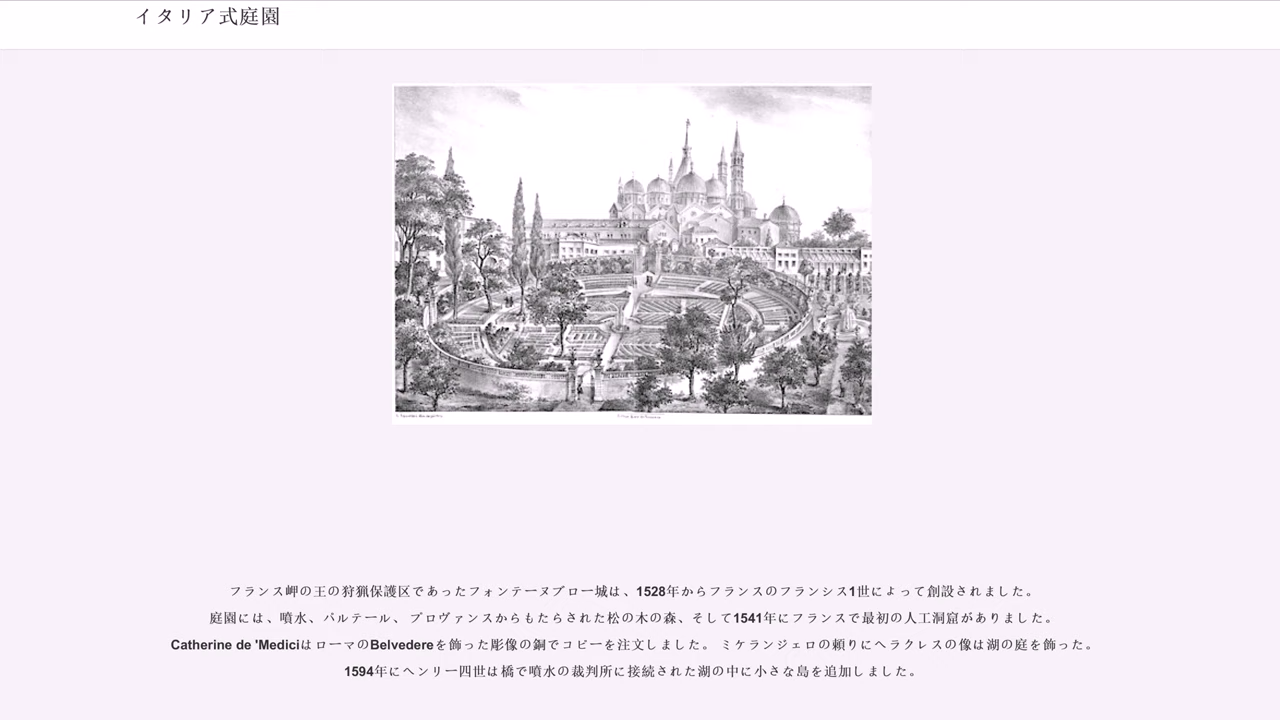 イタリア式庭園
フランス岬の王の狩猟保護区であったフォンテーヌブロー城は、1528年からフランスのフランシス1世によって創設されました。
庭園には、噴水、パルテール、 プロヴァンスからもたらされた松の木の森、そして1541年にフランスで最初の人工洞窟がありました。
Catherine de 'MediciはローマのBelvedereを飾った彫像の銅でコピーを注文しました。 ミケランジェロの頼りにヘラクレスの像は湖の庭を飾った。
1594年にヘンリー四世は橋で噴水の裁判所に接続された湖の中に小さな島を追加しました。